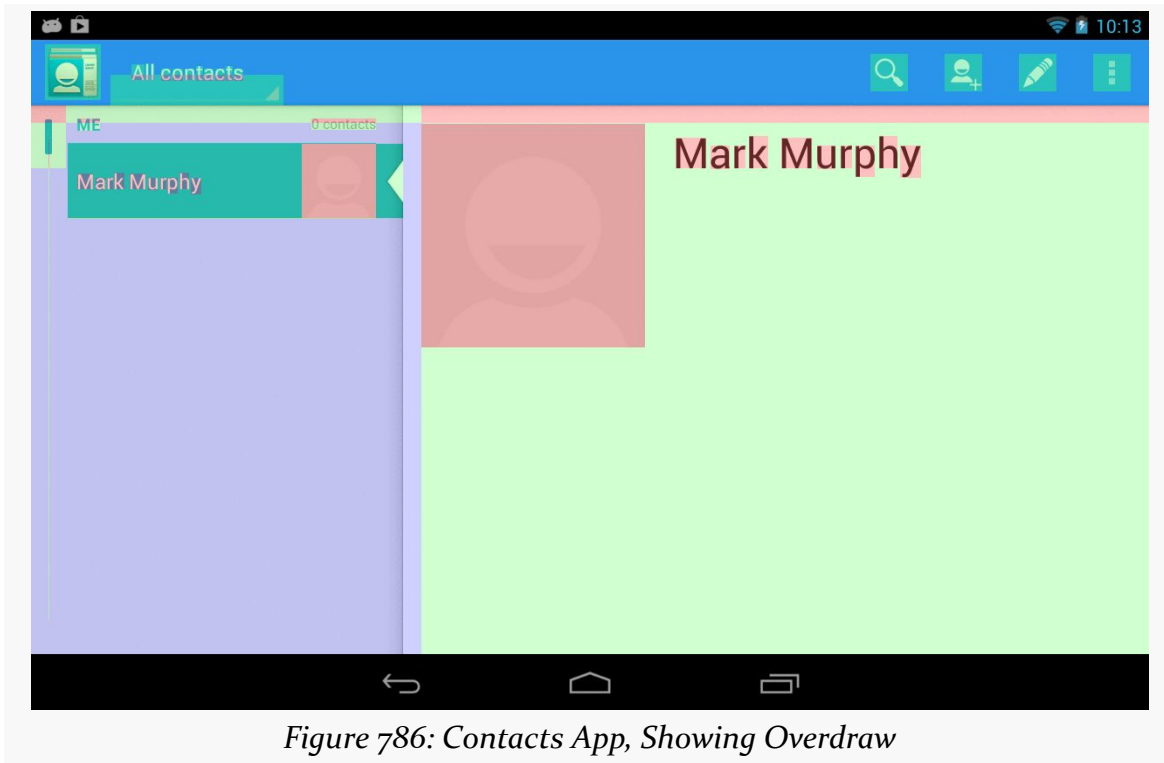 10:13
All contacts
ME 0 contacts
Mark Murphy
Mark Murphy
Figure 786: Contacts App, Showing Overdraw